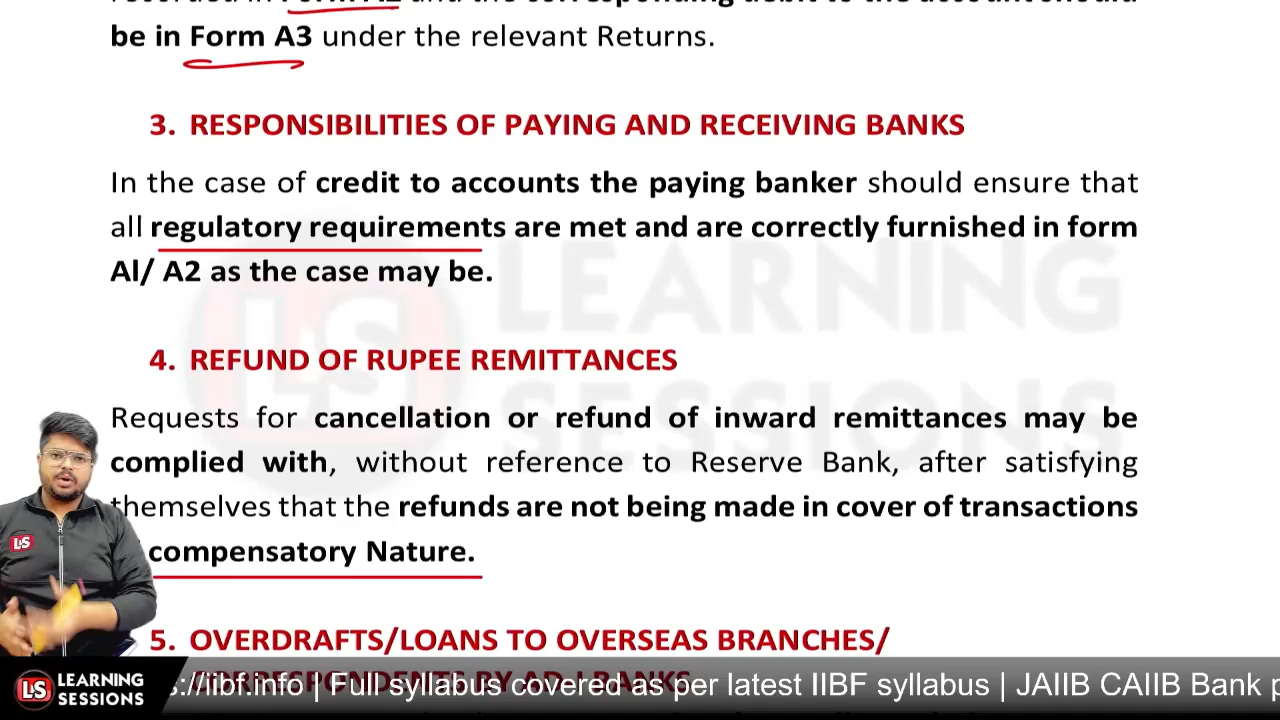 be in Form A3 under the relevant Returns.
3. RESPONSIBILITIES OF PAYING AND RECEIVING BANKS
In the case of credit to accounts the paying banker should ensure that
all regulatory requirements are met and are correctly furnished in form
Al/ A2 as the case may be.
4. REFUND OF RUPEE REMITTANCES
Requests for cancellation or refund of inward remittances may be
complied with, without reference to Reserve Bank, after satisfying
themselves that the refunds are not being made in cover of transactions
compensatory Nature.
5. OVERDRAFTS/LOANS TO OVERSEAS BRANCHES/
LS LEARNING SESSIONS
LS
LS LEARNING
SESSIONS
s://iibf.info | Full syllabus covered as per latest IIBF syllabus | JAIIB CAIIB Bank p